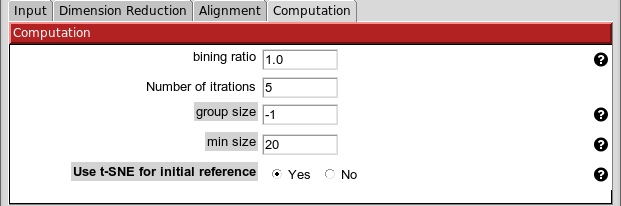 Input Dimension Reduction Alignment Computation
Computation
bining ratio 1.0 ?
Number of itrations 5 ?
group size -1 ?
min size 20 ?
Use t-SNE for initial reference Yes No ?